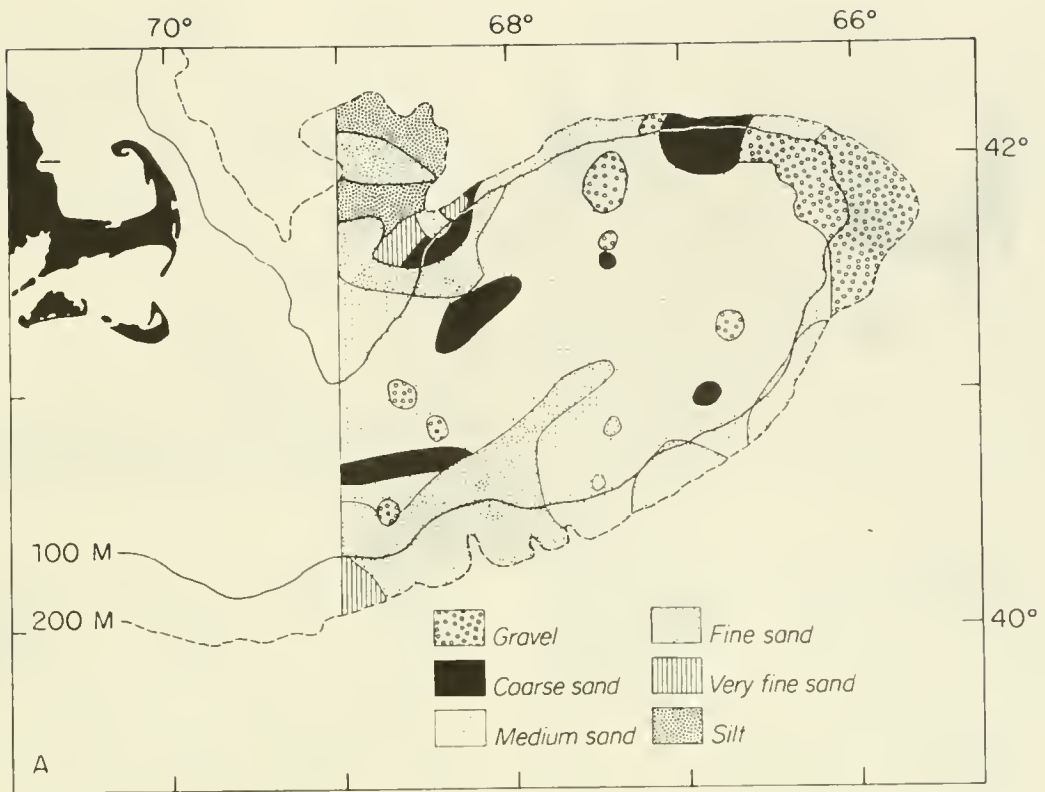 70° 68° 66°
42°
100 M
200 M
40°
Gravel Fine sand
Coarse sand Very fine sand
Medium sand Silt
A